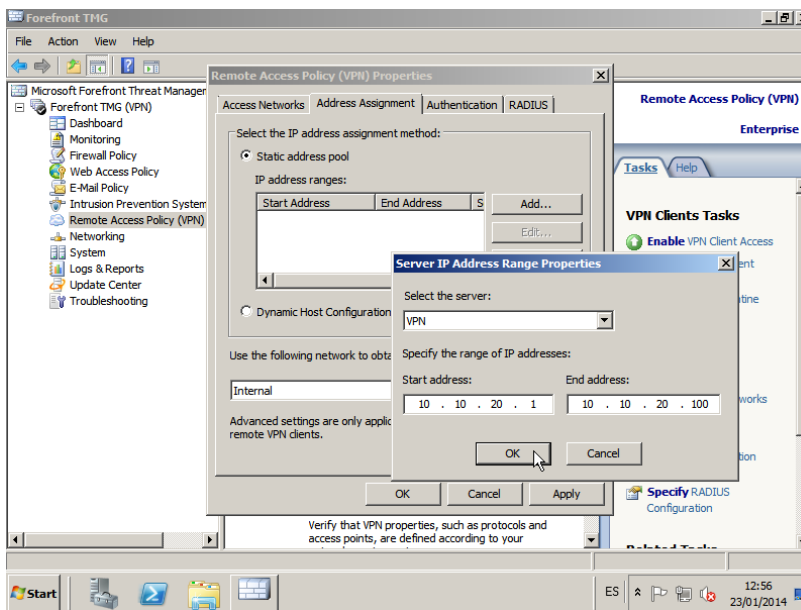 Forefront TMG
File Action View Help
Microsoft Forefront Threat Manager
Forefront TMG (VPN)
Dashboard
Monitoring
Firewall Policy
Web Access Policy
E-Mail Policy
Intrusion Prevention System
Remote Access Policy (VPN)
Networking
System
Logs & Reports
Update Center
Troubleshooting
Remote Access Policy (VPN) Properties
Access Networks Address Assignment Authentication RADIUS
Select the IP address assignment method:
Static address pool
IP address ranges:
Start Address End Address S
Add...
Edit...
Dynamic Host Configuration
Use the following network to obta
Internal
Advanced settings are only applic
remote VPN clients.
OK Cancel Apply
Server IP Address Range Properties
Select the server:
VPN
Specify the range of IP addresses:
Start address: End address:
10 . 10 . 20 . 1 10 . 10 . 20 . 100
OK Cancel
Verify that VPN properties, such as protocols and
access points, are defined according to your
Remote Access Policy (VPN)
Enterprise
Tasks Help
VPN Clients Tasks
Enable VPN Client Access
ent
tine
works
tion
Specify RADIUS
Configuration
Start
ES
12:56
23/01/2014